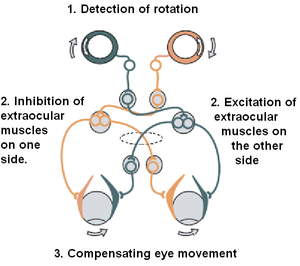 1. Detection of rotation
2. Inhibition of
extraocular
muscles
on one
side.
2. Excitation of
extraocular
muscles on
the other
side
3. Compensating eye movement